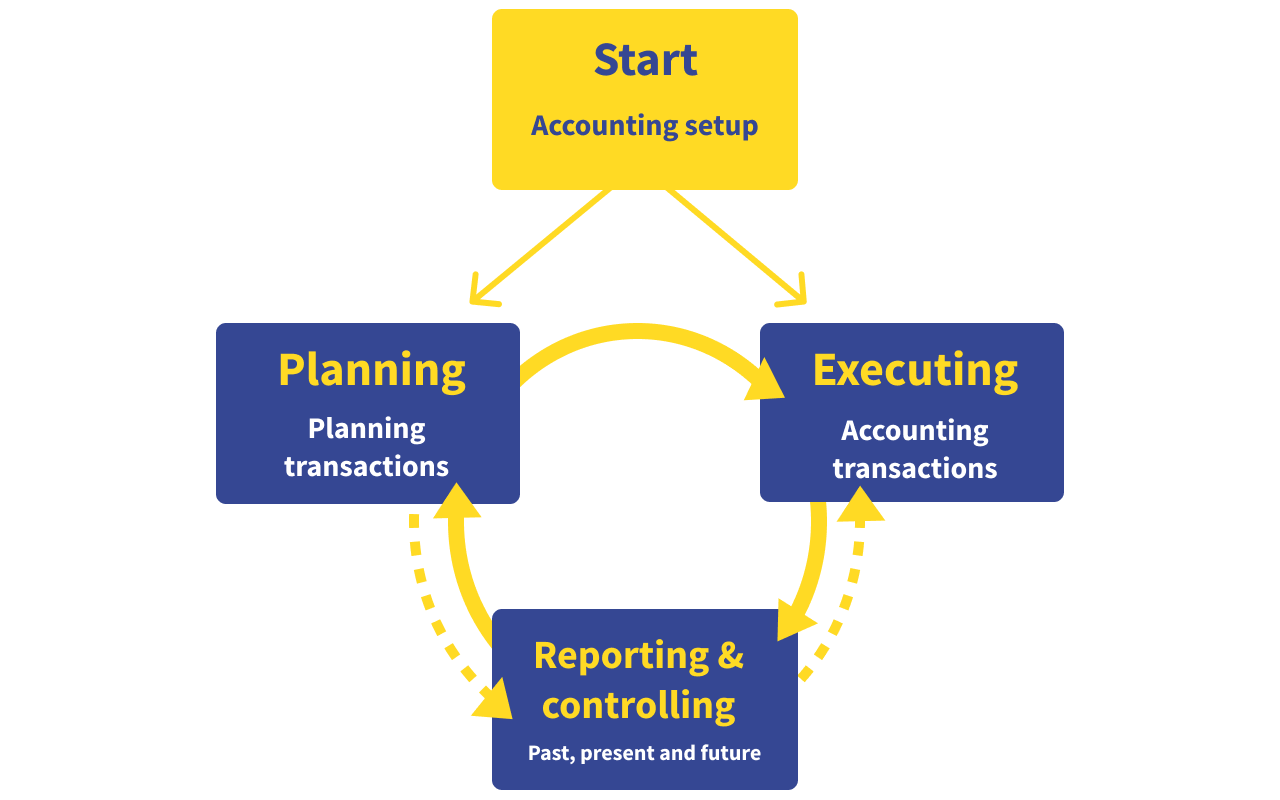 Start
Accounting setup
Planning
Planning
transactions
Executing
Accounting
transactions
Reporting &
controlling
Past, present and future